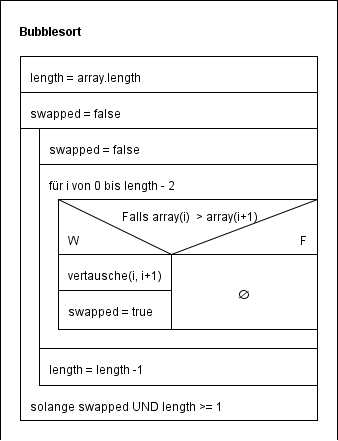 Bubblesort
length = array.length
swapped = false
swapped = false
für i von 0 bis length - 2
Falls array(i) > array(i+1)
W F
vertausche(i, i+1)
swapped = true
∅
length = length -1
solange swapped UND length >= 1